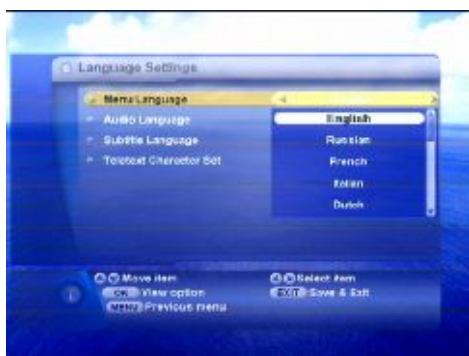 Language Settings
Menu Language
English
Audio Language
Subtitle Language
Russian
Teletext Character Set
French
Italian
Dutch
Move item
Select item
OK View option
EXIT Save & Exit
MENU Previous menu